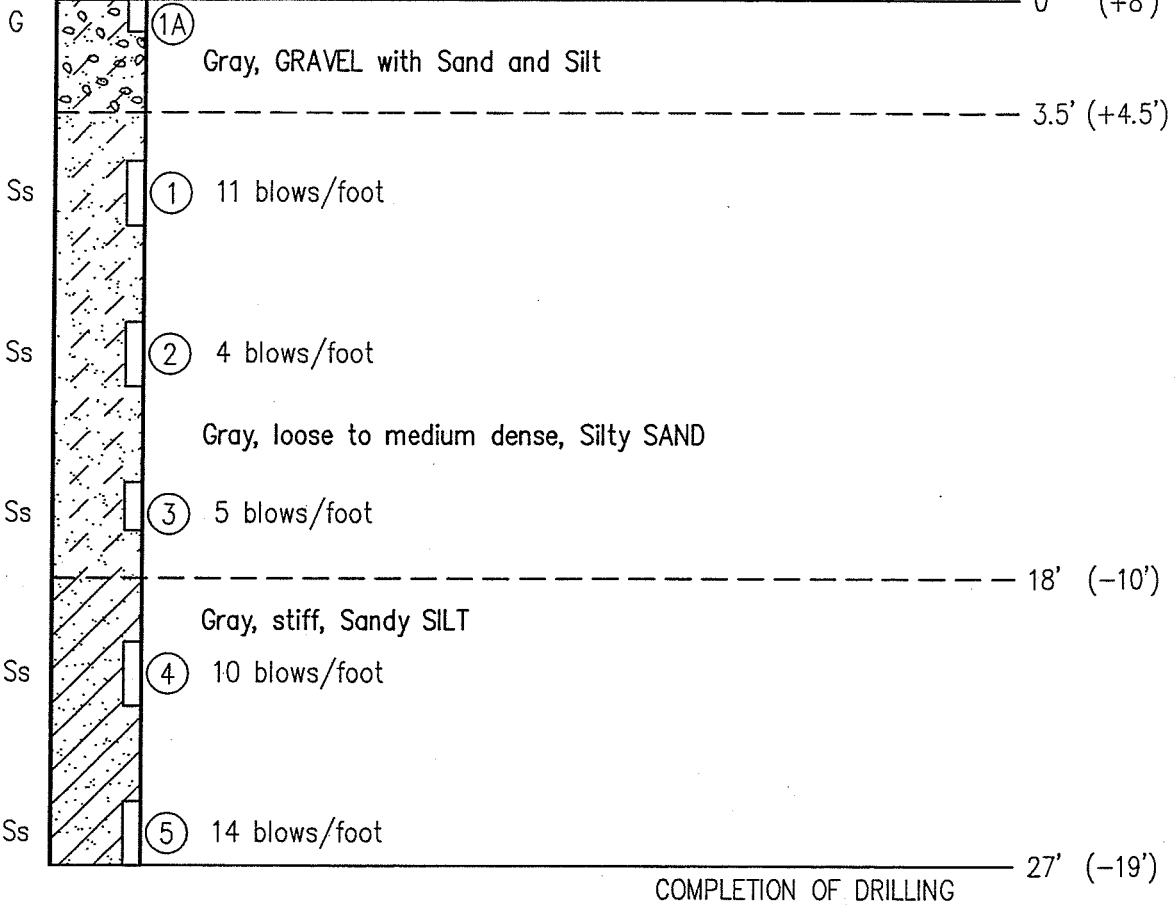 0 (+8')
G 1A
Gray, GRAVEL with Sand and Silt
3.5' (+4.5')
Ss 1 11 blows/foot
Ss 2 4 blows/foot
Gray, loose to medium dense, Silty SAND
Ss 3 5 blows/foot
18' (-10')
Gray, stiff, Sandy SILT
Ss 4 10 blows/foot
Ss 5 14 blows/foot
27' (-19')
COMPLETION OF DRILLING